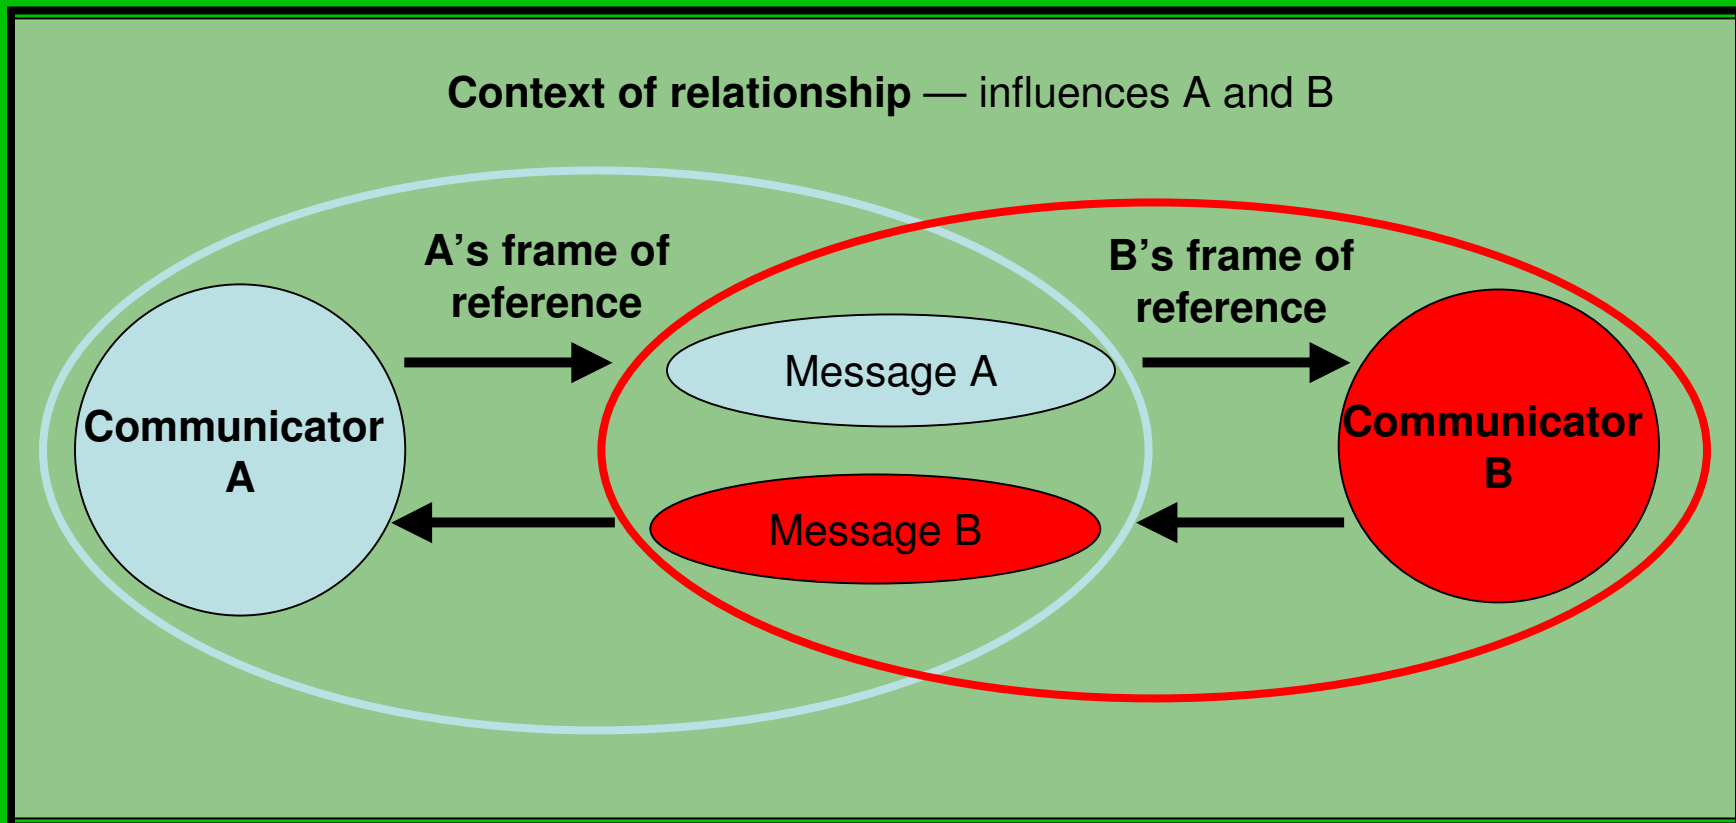 Context of relationship — influences A and B
A’s frame of
reference
B’s frame of
reference
Message A
Communicator
A
Communicator
B
Message B